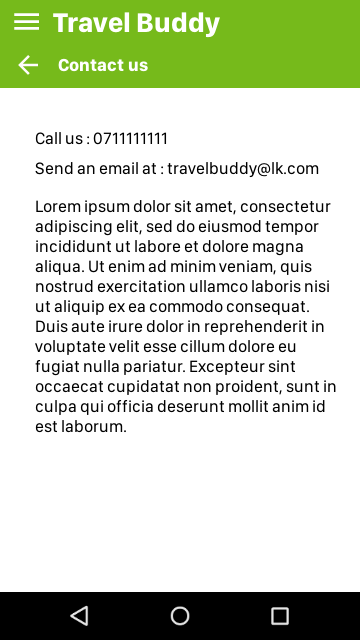 Travel Buddy
Contact us
Call us : 0711111111
Send an email at : travelbuddy@lk.com
Lorem ipsum dolor sit amet, consectetur
adipiscing elit, sed do eiusmod tempor
incididunt ut labore et dolore magna
aliqua. Ut enim ad minim veniam, quis
nostrud exercitation ullamco laboris nisi
ut aliquip ex ea commodo consequat.
Duis aute irure dolor in reprehenderit in
voluptate velit esse cillum dolore eu
fugiat nulla pariatur. Excepteur sint
occaecat cupidatat non proident, sunt in
culpa qui officia deserunt mollit anim id
est laborum.